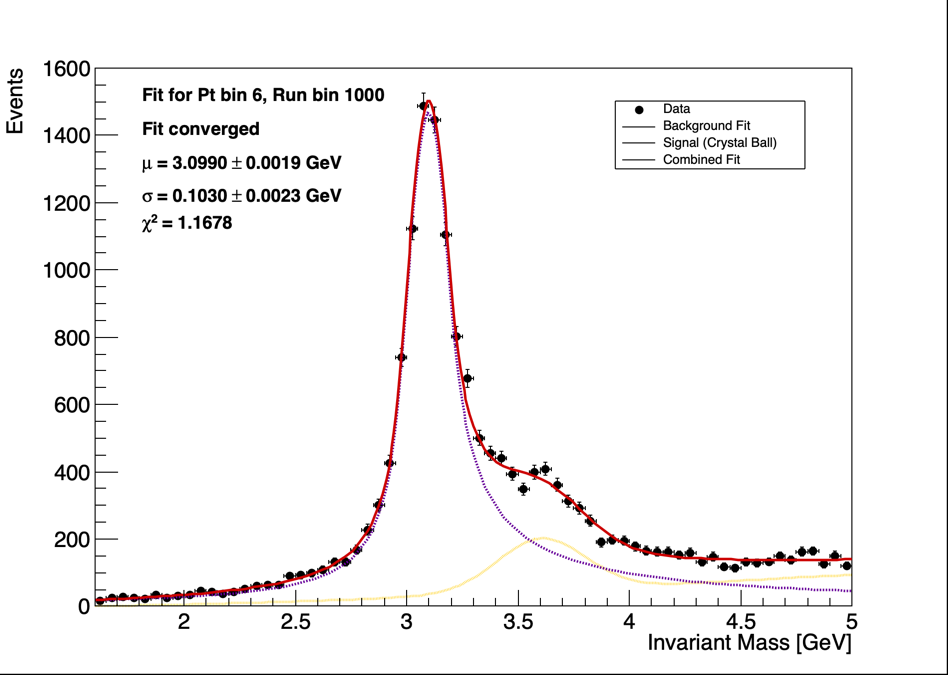 Events
1600
1400
1200
1000
800
600
400
200
0
Fit for Pt bin 6, Run bin 1000
Fit converged
μ = 3.0990 ± 0.0019 GeV
σ = 0.1030 ± 0.0023 GeV
χ² = 1.1678
Data
Background Fit
Signal (Crystal Ball)
Combined Fit
2 2.5 3 3.5 4 4.5 5
Invariant Mass [GeV]